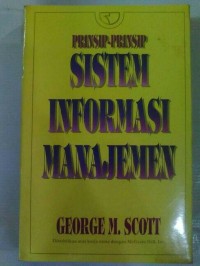 PRINSIP-PRINSIP
SISTEM
INFORMASI
MANAJEMEN
GEORGE M. SCOTT